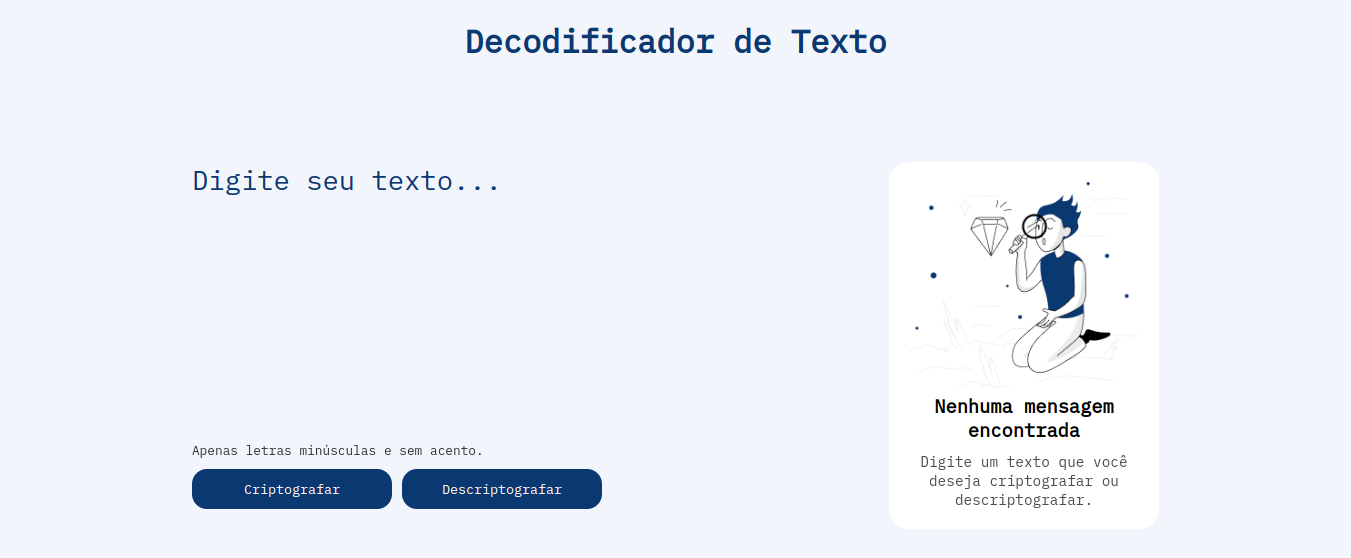 Decodificador de Texto
Digite seu texto...
Apenas letras minúsculas e sem acento.
Criptografar
Descriptografar
Nenhuma mensagem
encontrada
Digite um texto que você
deseja criptografar ou
descriptografar.